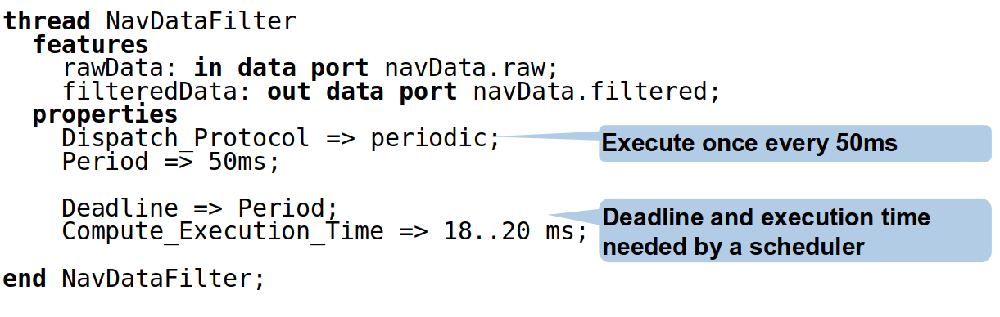 thread NavDataFilter
features
rawData: in data port navData.raw;
filteredData: out data port navData.filtered;
properties
Dispatch_Protocol => periodic;
Execute once every 50ms
Period => 50ms;
Deadline => Period;
Compute_Execution_Time => 18..20 ms;
Deadline and execution time
needed by a scheduler
end NavDataFilter;